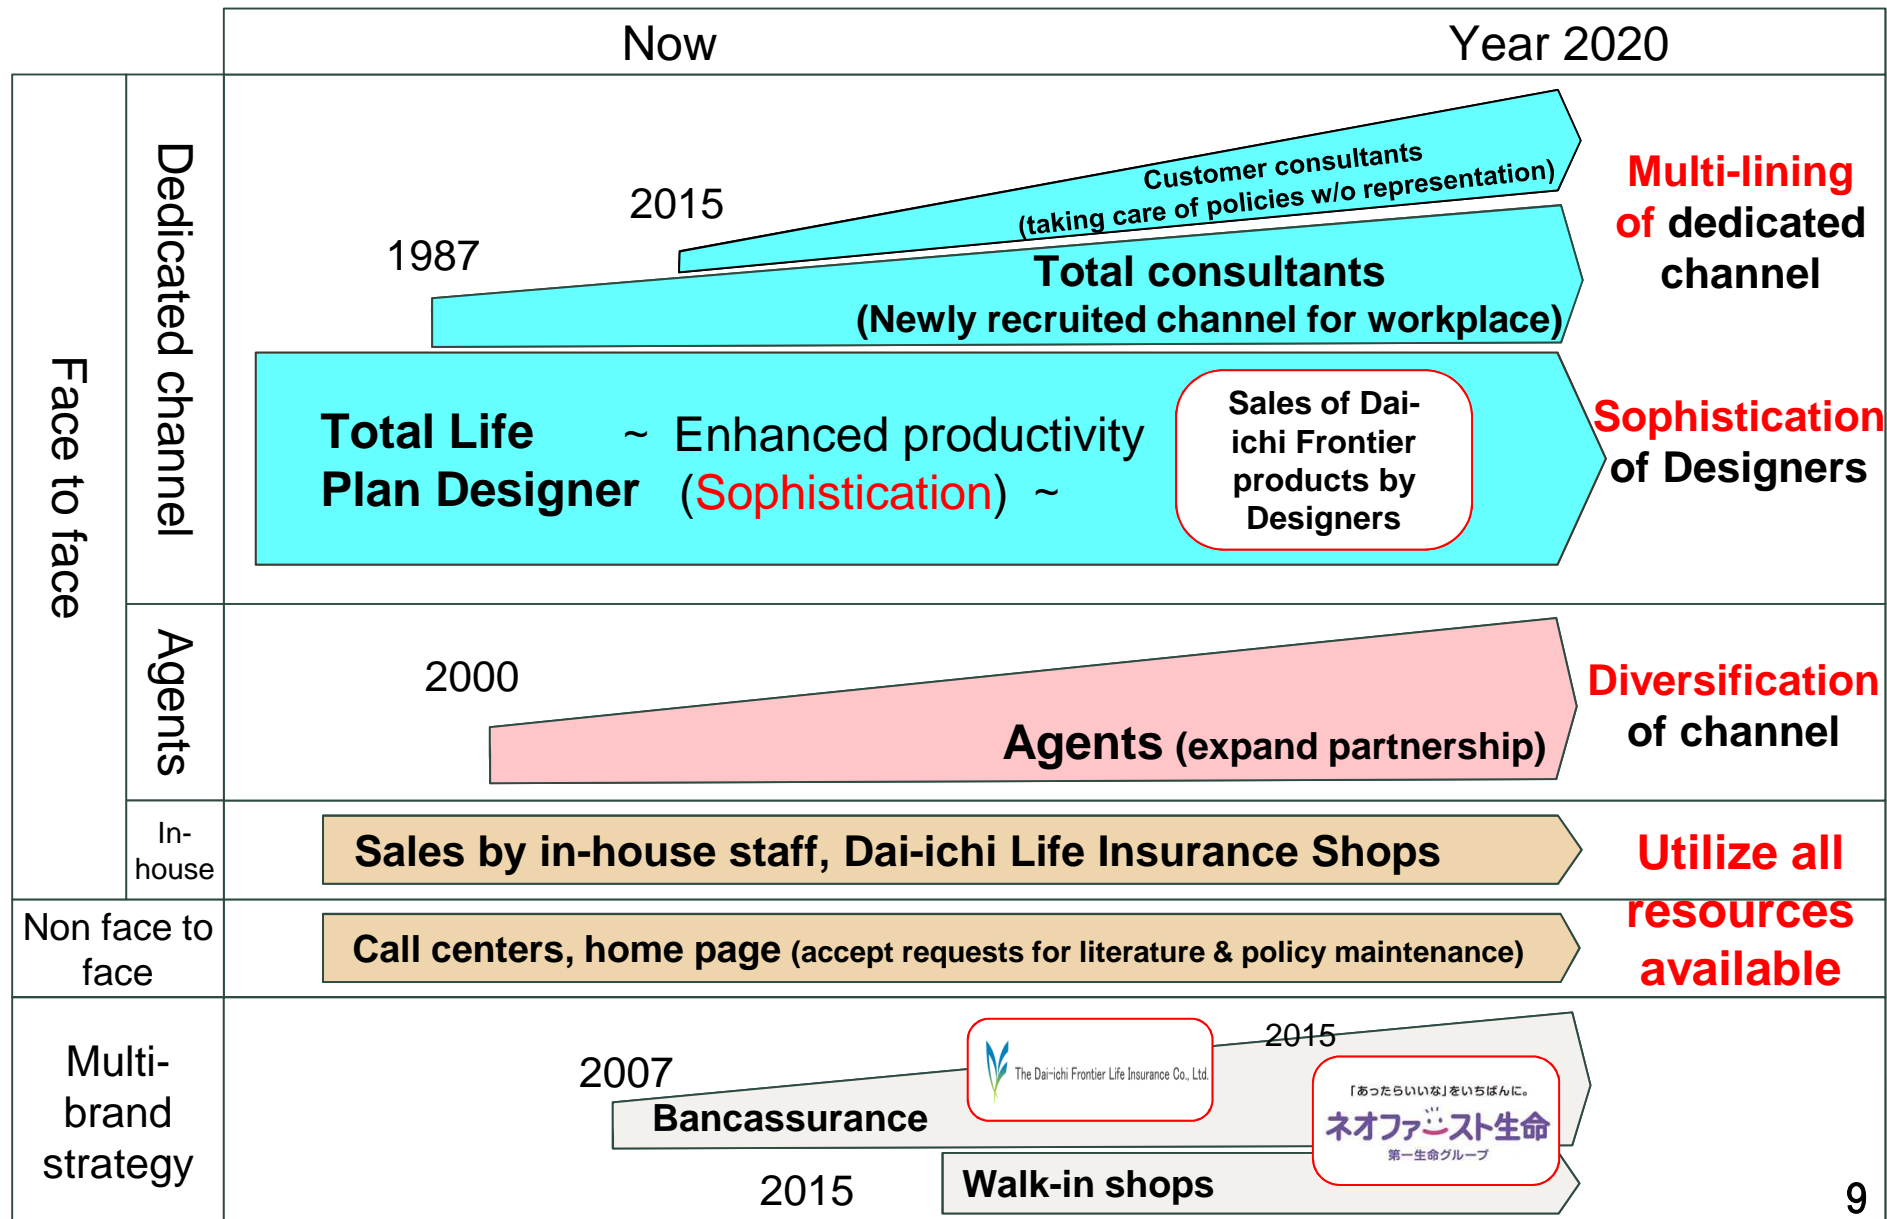 Now
Year 2020
Face to face
Dedicated channel
2015
1987
Customer consultants
(taking care of policies w/o representation)
Total consultants
(Newly recruited channel for workplace)
Multi-lining
of dedicated
channel
Total Life
Plan Designer
~ Enhanced productivity
(Sophistication) ~
Sales of Dai-
ichi Frontier
products by
Designers
Sophistication
of Designers
Agents
2000
Agents (expand partnership)
Diversification
of channel
In-
house
Sales by in-house staff, Dai-ichi Life Insurance Shops
Utilize all
resources
available
Non face to
face
Call centers, home page (accept requests for literature & policy maintenance)
Multi-
brand
strategy
2007
Bancassurance
The Dai-ichi Frontier Life Insurance Co., Ltd.
2015
「あったらいいな」をいちばんに。
ネオファースト生命
第一生命グループ
2015
Walk-in shops
9